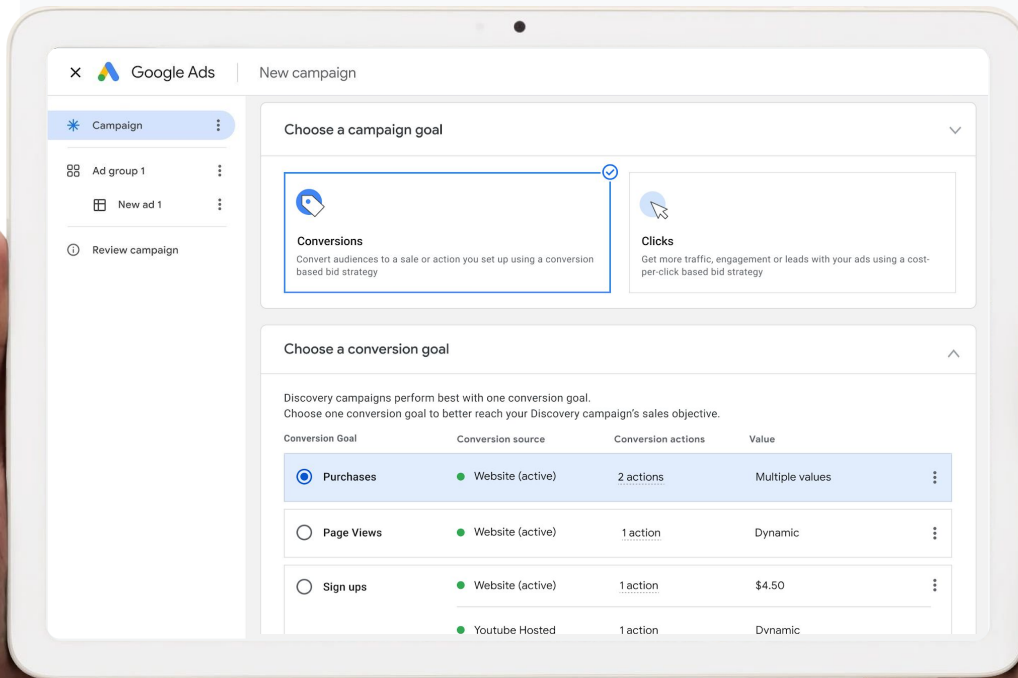 Google Ads
New campaign
Campaign
Ad group 1
New ad 1
Review campaign
Choose a campaign goal
Conversions
Convert audiences to a sale or action you set up using a conversion
based bid strategy
Clicks
Get more traffic, engagement or leads with your ads using a cost-
per-click based bid strategy
Choose a conversion goal
Discovery campaigns perform best with one conversion goal.
Choose one conversion goal to better reach your Discovery campaign's sales objective.
Conversion Goal Conversion source Conversion actions Value
Purchases Website (active) 2 actions Multiple values
Page Views Website (active) 1 action Dynamic
Sign ups Website (active) 1 action $4.50
Youtube Hosted 1 action Dynamic